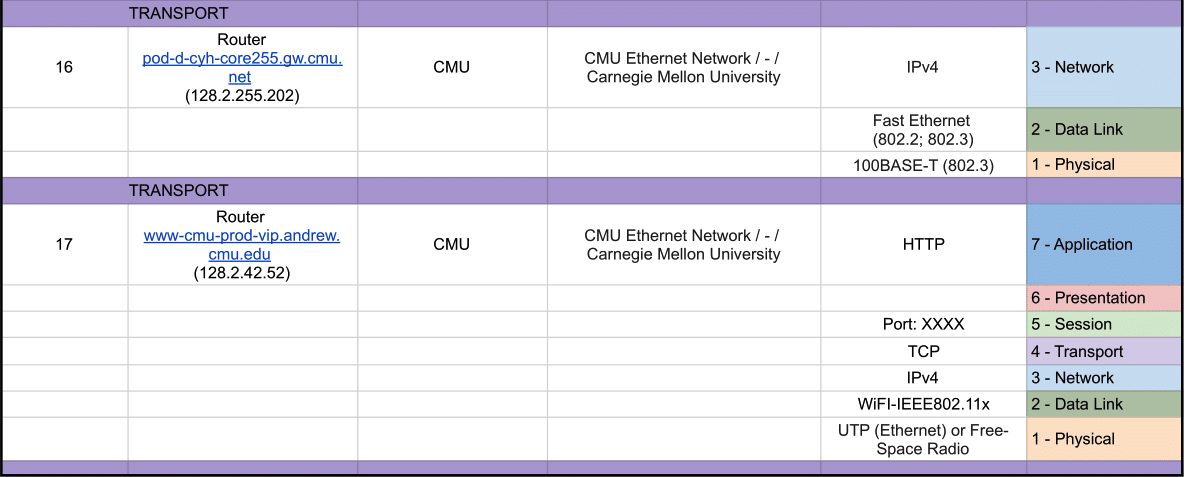 TRANSPORT
16
Router
pod-d-cyh-core255.gw.cmu.
net
(128.2.255.202)
CMU
CMU Ethernet Network / - /
Carnegie Mellon University
IPv4
3 - Network
Fast Ethernet
(802.2; 802.3)
2 - Data Link
100BASE-T (802.3)
1 - Physical
TRANSPORT
17
Router
www-cmu-prod-vip.andrew.
cmu.edu
(128.2.42.52)
CMU
CMU Ethernet Network / - /
Carnegie Mellon University
HTTP
7 - Application
6 - Presentation
Port: XXXX
5 - Session
TCP
4 - Transport
IPv4
3 - Network
WiFI-IEEE802.11x
2 - Data Link
UTP (Ethernet) or Free-
Space Radio
1 - Physical